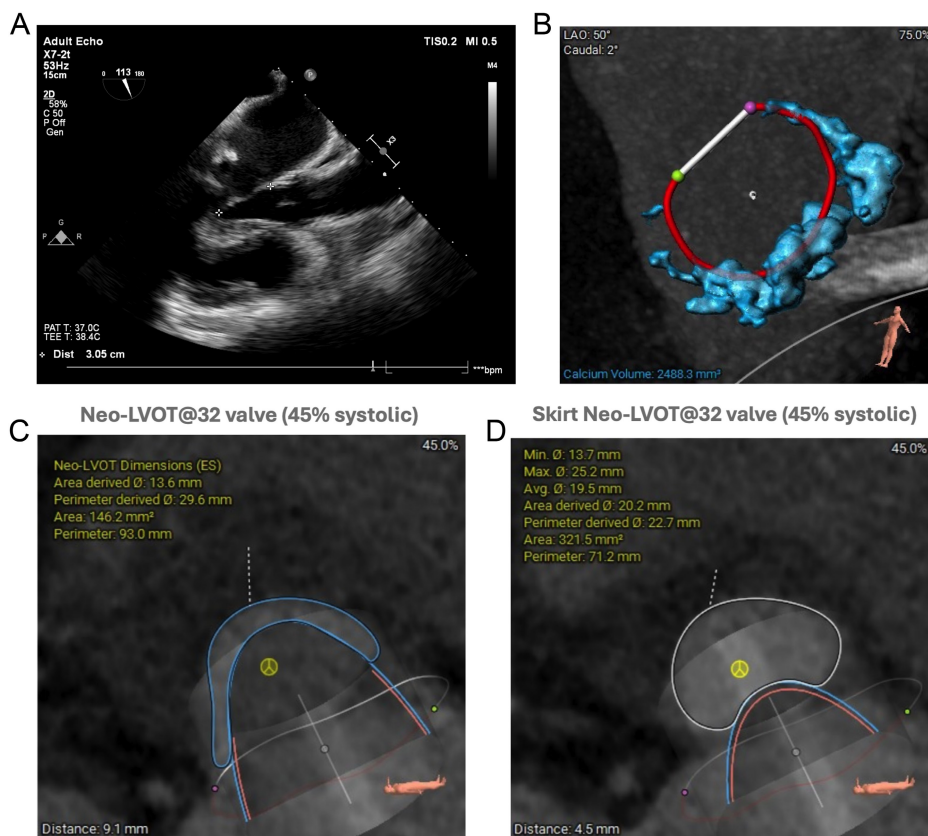 A
Adult Echo
X7-2t
53Hz
15cm
2D
58%
C 50
P Off
Gen
0 113 180
TIS0.2 MI 0.5
M4
P
X3
G
P R
PAT T: 37.0C
TEE T: 38.4C
Dist 3.05 cm
***bpm
B
LAO: 50°
Caudal: 2°
75.0%
Calcium Volume: 2488.3 mm³
Neo-LVOT@32 valve (45% systolic)
C
45.0%
Neo-LVOT Dimensions (ES)
Area derived Ø: 13.6 mm
Perimeter derived Ø: 29.6 mm
Area: 146.2 mm²
Perimeter: 93.0 mm
Distance: 9.1 mm
Skirt Neo-LVOT@32 valve (45% systolic)
D
45.0%
Min. Ø: 13.7 mm
Max. Ø: 25.2 mm
Avg. Ø: 19.5 mm
Area derived Ø: 20.2 mm
Perimeter derived Ø: 22.7 mm
Area: 321.5 mm²
Perimeter: 71.2 mm
Distance: 4.5 mm